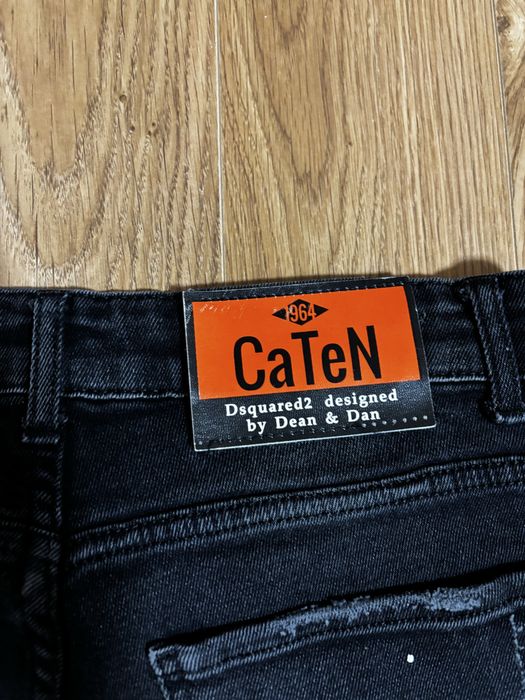 1964
CaTeN
Dsquared2 designed
by Dean & Dan